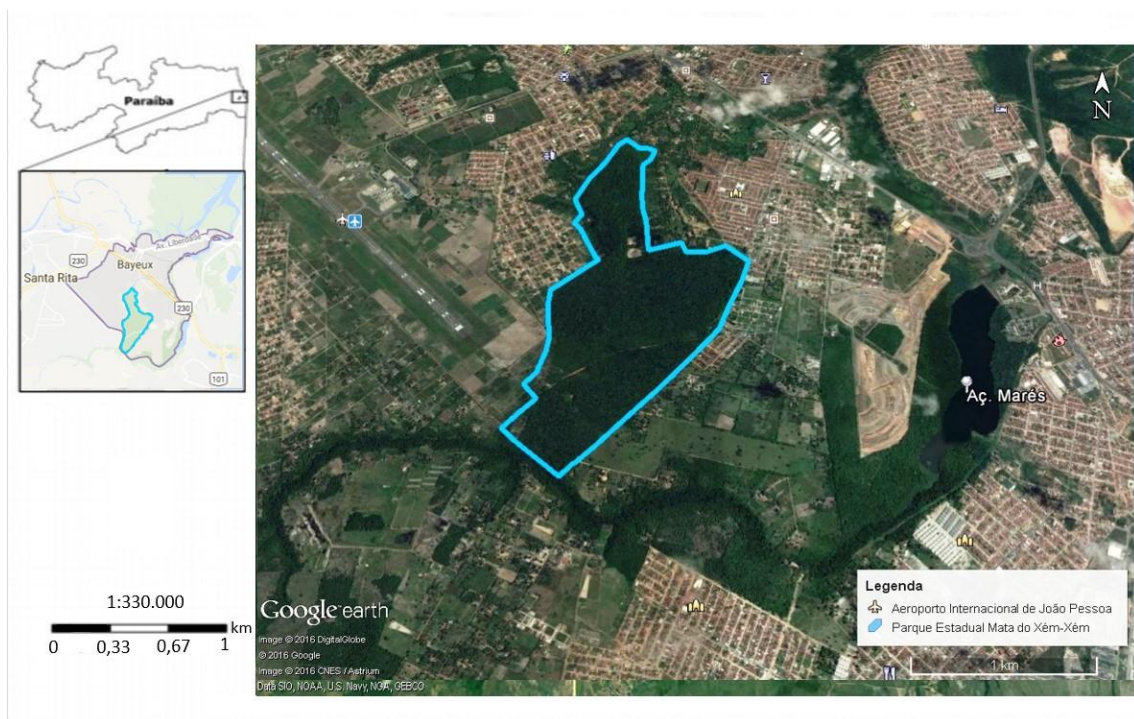 Paraíba
N
Av. Liberdade
230
Bayeux
Santa Rita
230
101
Aç. Marés
H
1:330.000
0 0,33 0,67 1 km
Legenda
Aeroporto Internacional de João Pessoa
Parque Estadual Mata do Xém-Xém
1 km
Google earth
Image © 2016 DigitalGlobe
© 2016 Google
Image © 2016 CNES / Astrium
Data SIO, NOAA, U.S. Navy, NGA, GEBCO